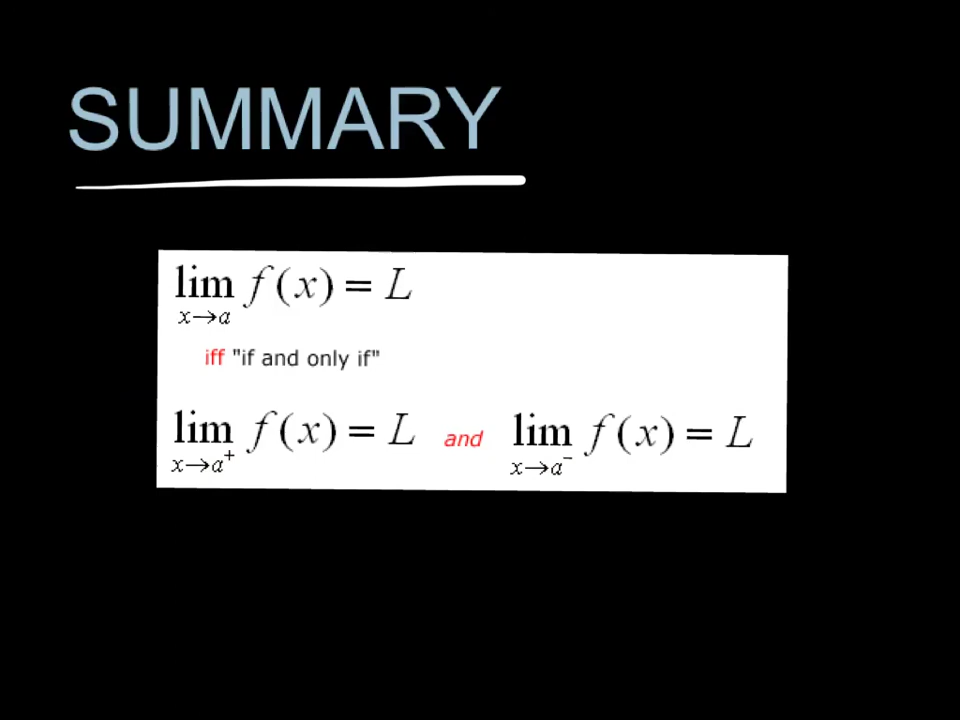 SUMMARY
lim f(x) = L
x→a
iff "if and only if"
lim f(x) = L and lim f(x) = L
x→a⁺ x→a⁻